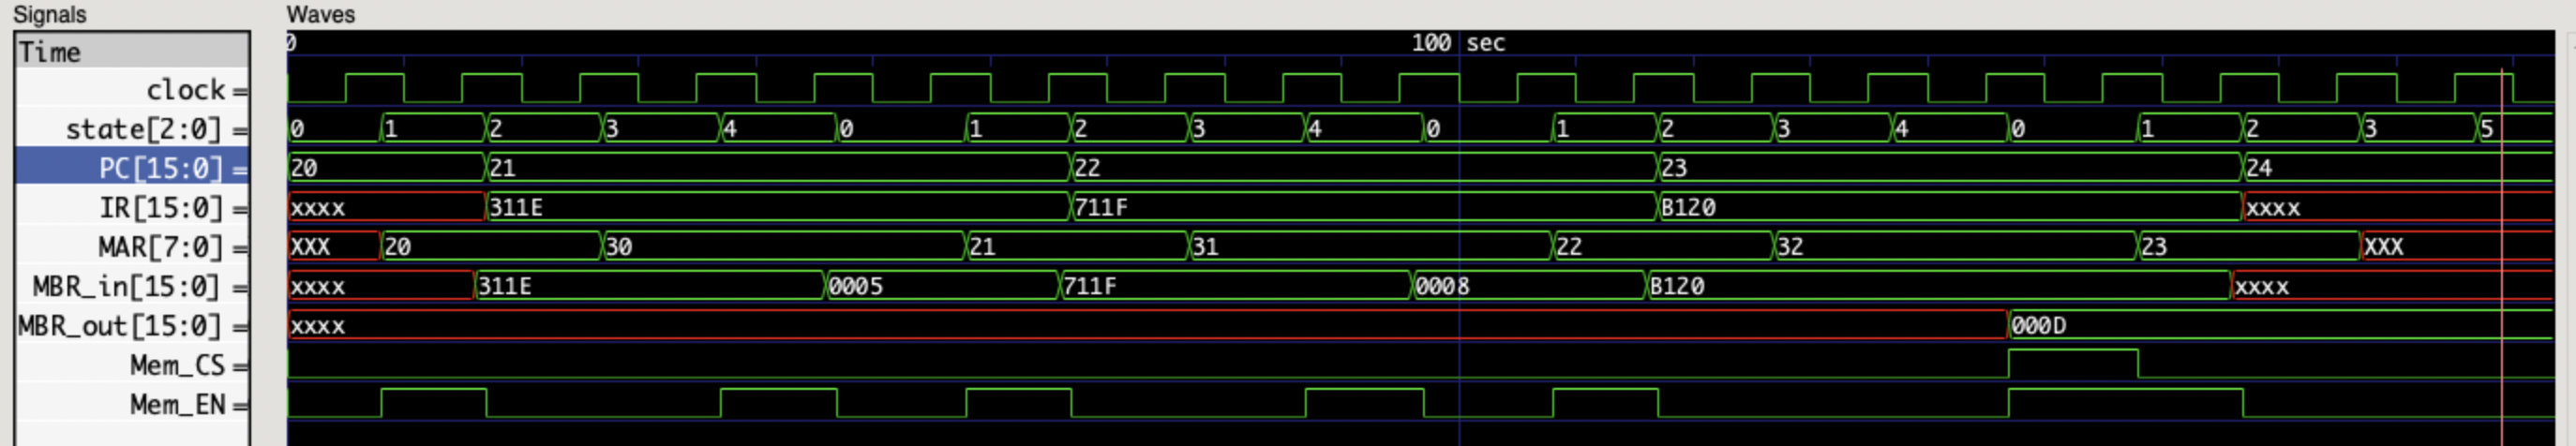 Signals Waves
Time 0 100 sec
clock =
state[2:0] = 0 1 2 3 4 0 1 2 3 4 0 1 2 3 4 0 1 2 3 5
PC[15:0] = 20 21 22 23 24
IR[15:0] = xxxx 311E 711F B120 xxxx
MAR[7:0] = XXX 20 30 21 31 22 32 23 XXX
MBR_in[15:0] = xxxx 311E 0005 711F 0008 B120 xxxx
MBR_out[15:0] = xxxx 000D
Mem_CS =
Mem_EN =